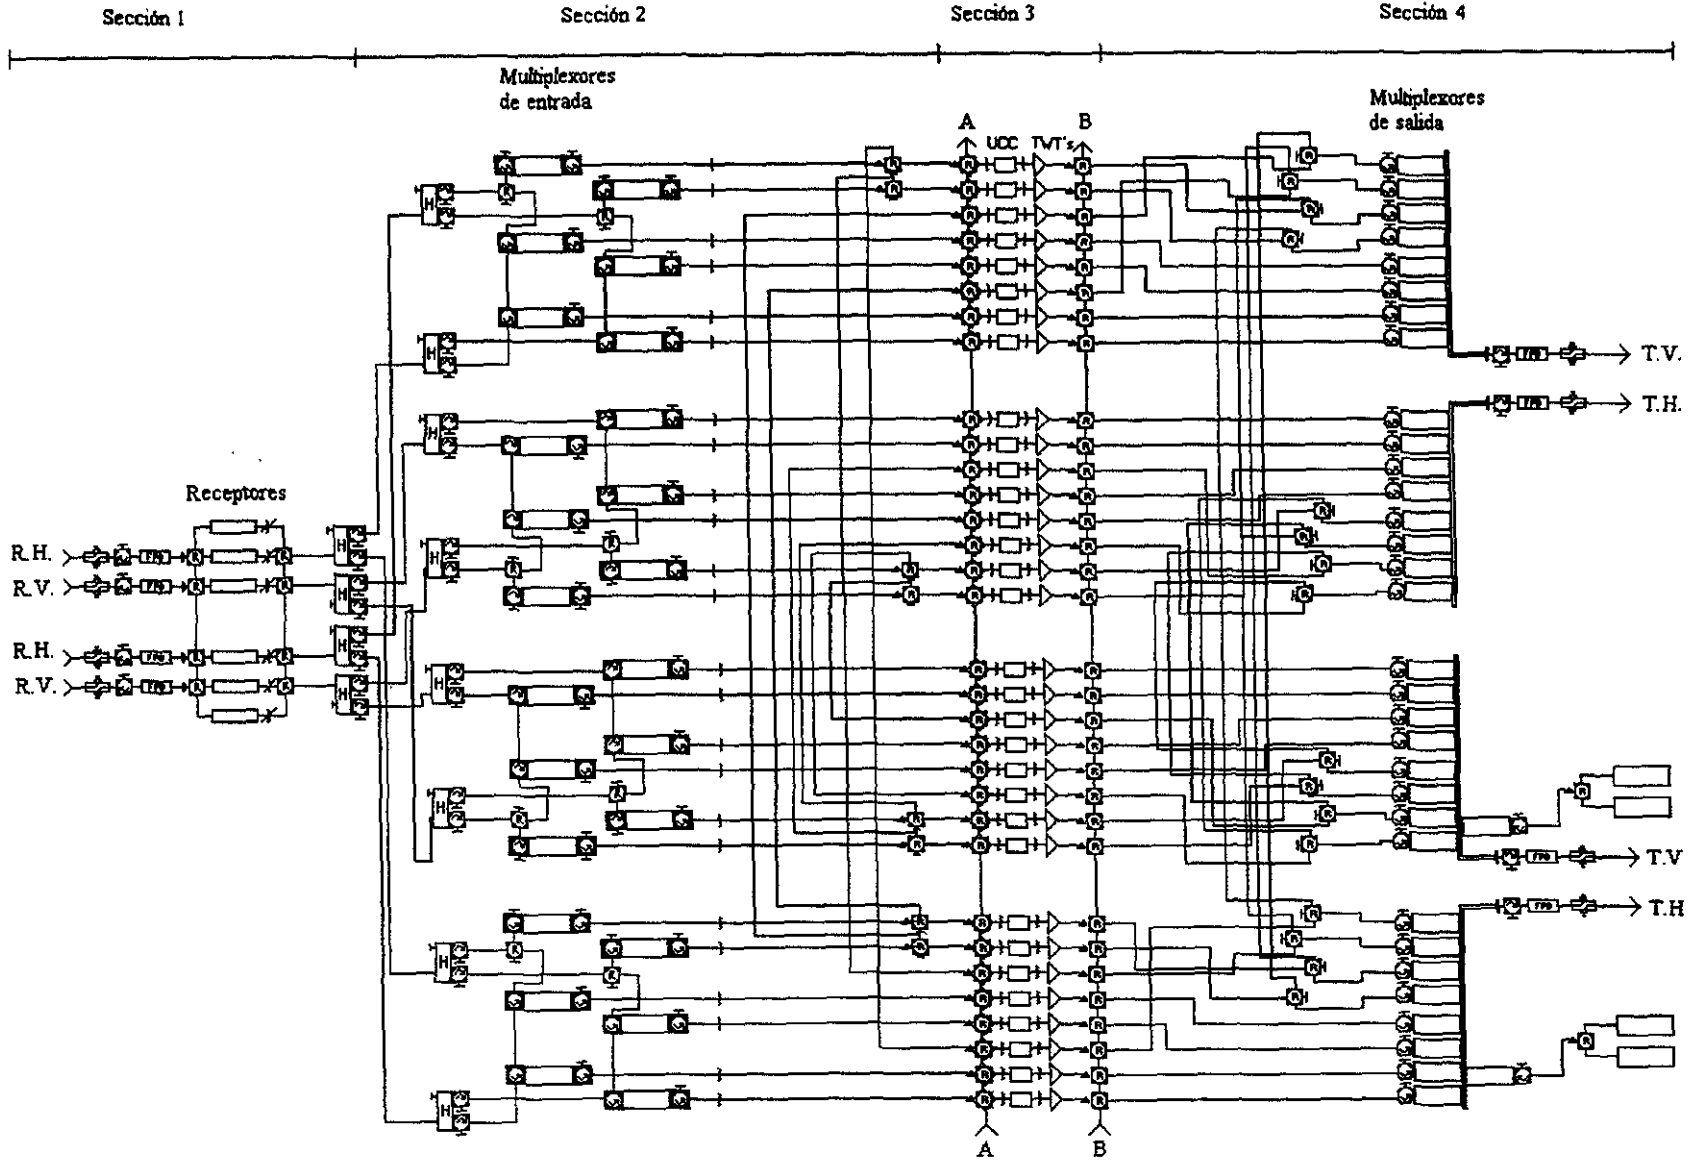 Sección 1
Sección 2
Sección 3
Sección 4
Multiplexores
de entrada
Multiplexores
de salida
A
UCC
TWT's
B
T.V.
T.H.
Receptores
R.H.
R.V.
R.H.
R.V.
T.V
T.H
A
B